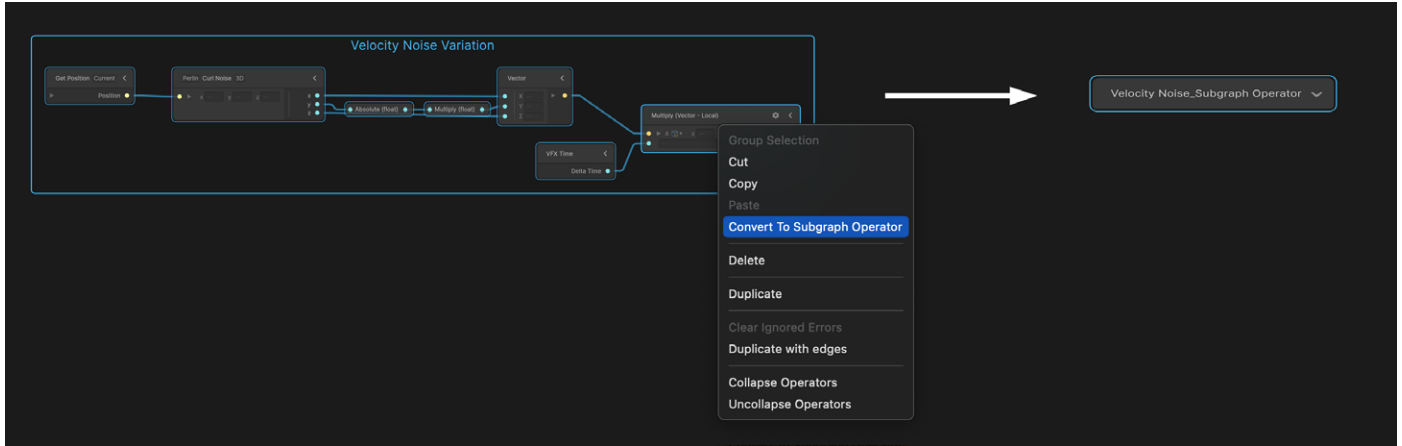 Velocity Noise Variation
Get Position Current
Position
Perlin Curl Noise 3D
x y z
x
y
z
Absolute (float)
Multiply (float)
Vector
X
Y
Z
VFX Time
Delta Time
Multiply (Vector - Local)
A
x
Group Selection
Cut
Copy
Paste
Convert To Subgraph Operator
Delete
Duplicate
Clear Ignored Errors
Duplicate with edges
Collapse Operators
Uncollapse Operators
Velocity Noise_Subgraph Operator